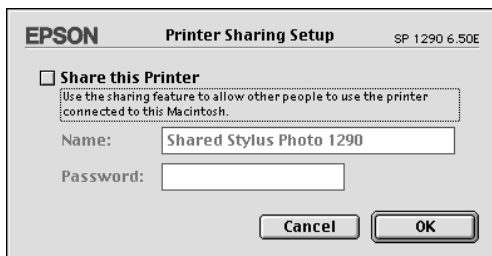 EPSON Printer Sharing Setup SP 1290 6.50E
Share this Printer
Use the sharing feature to allow other people to use the printer
connected to this Macintosh.
Name: Shared Stylus Photo 1290
Password:
Cancel OK